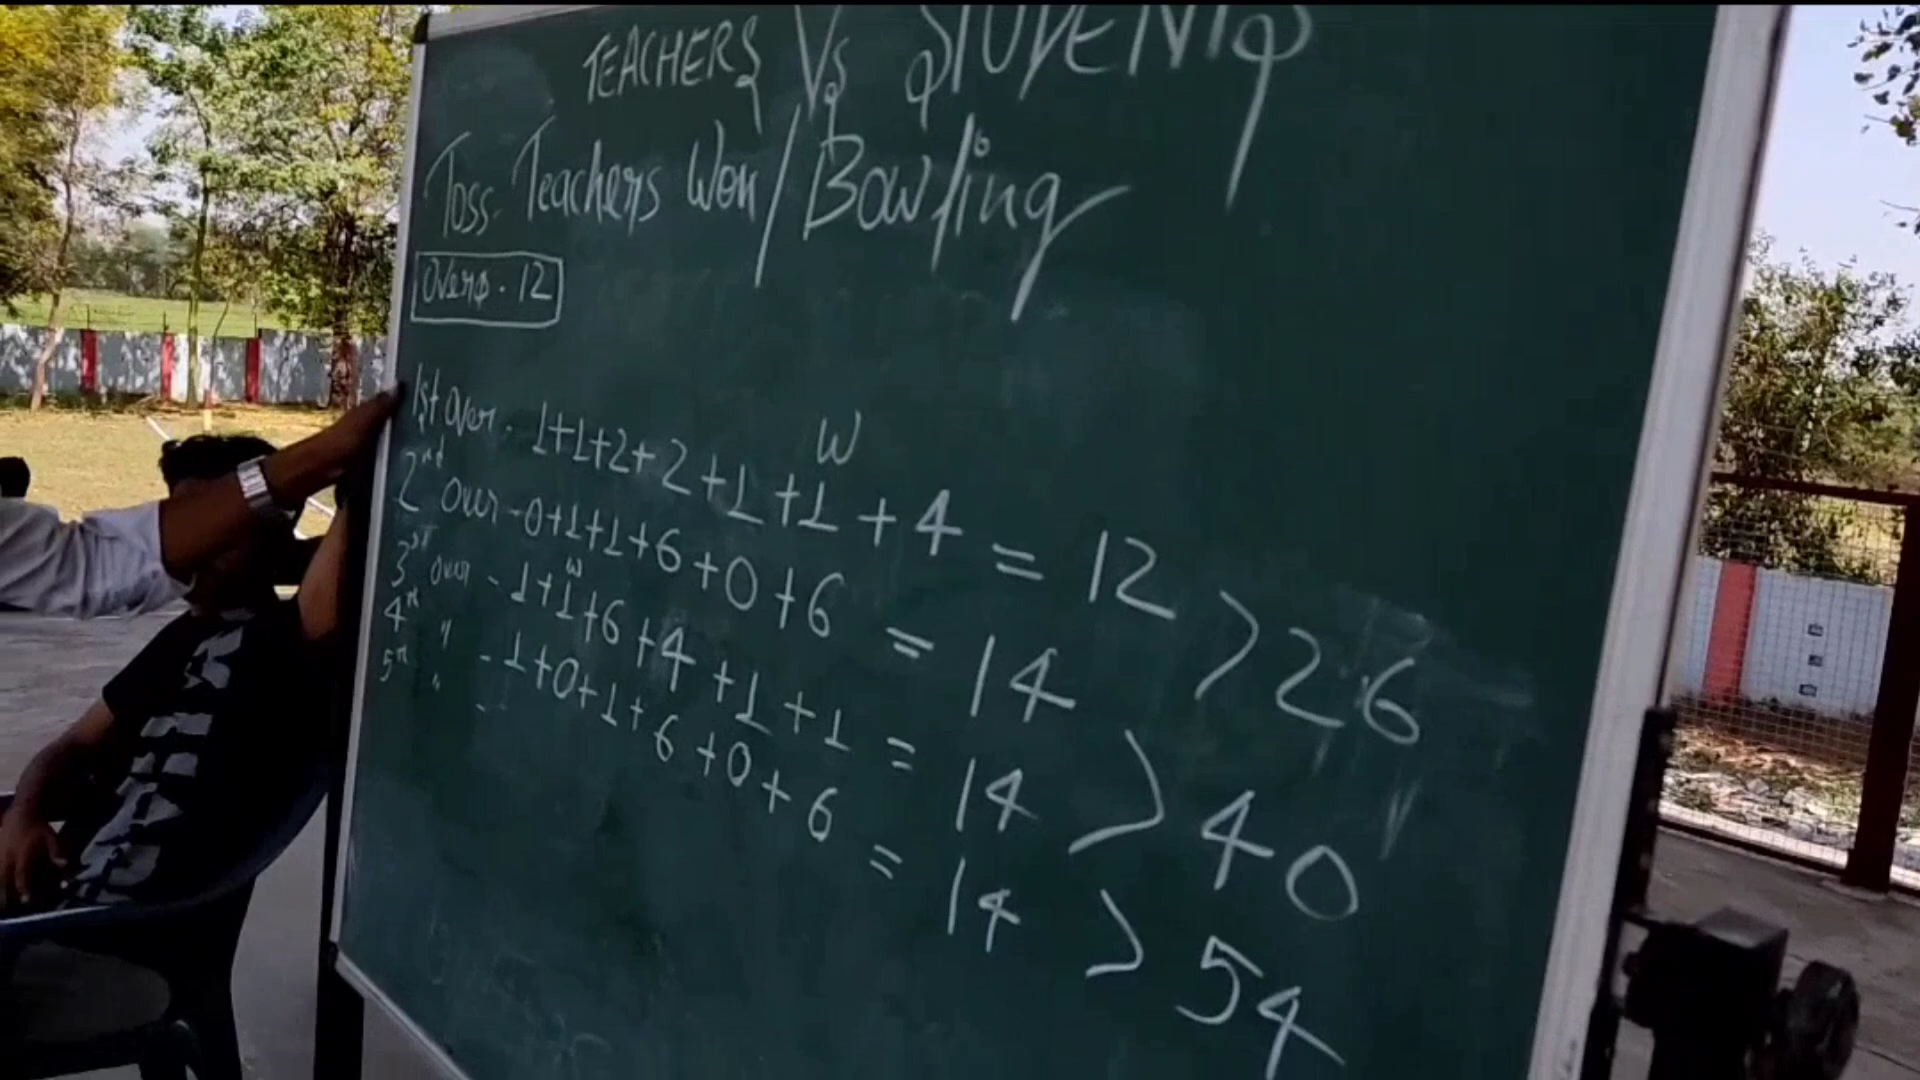 TEACHERS Vs STUDENTS
Toss. Teachers Won/Bowling
Overs. 12
1st Over - 1+1+2+2+1+1+4 = 12
W
2nd Over - 0+1+1+6+0+6 = 14 > 26
3rd over - 1+1+6+4+1+1 = 14 > 40
w
4th " - 1+0+1+6+0+6 = 14 > 54
5th " -